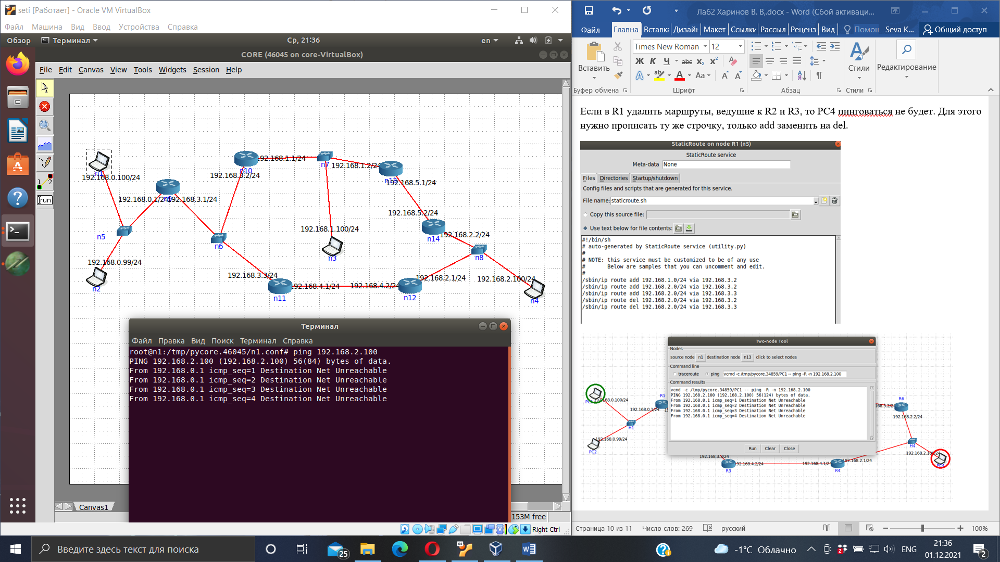 seti [Работает] - Oracle VM VirtualBox
Файл Машина Вид Ввод Устройства Справка
Обзор Терминал Ср, 21:36 en
CORE (46045 on core-VirtualBox)
File Edit Canvas View Tools Widgets Session Help
run
1 2
n1
192.168.0.100/24
n10
192.168.1.1/24
n7
192.168.1.2/24
n13
192.168.3.2/24
192.168.5.1/24
192.168.0.1/24
n9
192.168.3.1/24
192.168.5.2/24
192.168.1.100/24
n5
n6
n14
192.168.2.2/24
n3
n8
192.168.0.99/24
192.168.3.3/24
192.168.2.1/24
192.168.2.100/24
n2
192.168.4.1/24
192.168.4.2/24
n11
n12
n4
Терминал
Файл Правка Вид Поиск Терминал Справка
root@n1:/tmp/pycore.46045/n1.conf# ping 192.168.2.100
PING 192.168.2.100 (192.168.2.100) 56(84) bytes of data.
From 192.168.0.1 icmp_seq=1 Destination Net Unreachable
From 192.168.0.1 icmp_seq=2 Destination Net Unreachable
From 192.168.0.1 icmp_seq=3 Destination Net Unreachable
From 192.168.0.1 icmp_seq=4 Destination Net Unreachable
Canvas1
153M free
Right Ctrl
Лаб2 Харинов В. В,.docx - Word (Сбой активаци...
Файл Главна Вставка Дизайн Макет Ссылки Рассыл Реценз Вид Помощ Seva K... Общий доступ
Вставить
Times New Roman 12
Ж К Ч abc x₂ x²
A ab A Aa A A
Стили
Редактирование
Буфер обмена Шрифт Абзац Стили
Если в R1 удалить маршруты, ведущие к R2 и R3, то PC4 пинговаться не будет. Для этого
нужно прописать ту же строчку, только add заменить на del.
StaticRoute on node R1 (n5)
StaticRoute service
Meta-data None
Files Directories Startup/shutdown
Config files and scripts that are generated for this service.
File name: staticroute.sh
Copy this source file:
Use text below for file contents:
#!/bin/sh
# auto-generated by StaticRoute service (utility.py)
#
# NOTE: this service must be customized to be of any use
# Below are samples that you can uncomment and edit.
#
/sbin/ip route add 192.168.1.0/24 via 192.168.3.2
/sbin/ip route add 192.168.2.0/24 via 192.168.3.2
/sbin/ip route add 192.168.2.0/24 via 192.168.3.3
/sbin/ip route del 192.168.2.0/24 via 192.168.3.2
/sbin/ip route del 192.168.2.0/24 via 192.168.3.3
Two-node Tool
Nodes
source node n1 destination node n13 click to select nodes
Command line
traceroute ping vcmd -c /tmp/pycore.34859/PC1 -- ping -R -n 192.168.2.100
Command results
vcmd -c /tmp/pycore.34859/PC1 -- ping -R -n 192.168.2.100
PING 192.168.2.100 (192.168.2.100) 56(124) bytes of data.
From 192.168.0.1 icmp_seq=1 Destination Net Unreachable
From 192.168.0.1 icmp_seq=2 Destination Net Unreachable
From 192.168.0.1 icmp_seq=3 Destination Net Unreachable
From 192.168.0.1 icmp_seq=4 Destination Net Unreachable
Run Clear Close
R1
R6
192.168.0.1/24
192.168.2.2/24
H1
192.168.0.99/24
PC2
H4
R3
192.168.4.2/24
192.168.4.1/24
R4
192.168.2.1/24
PC4
Страница 10 из 11 Число слов: 269 русский 100%
Введите здесь текст для поиска
25
64
-1°C Облачно
2
ENG
21:36
01.12.2021
2